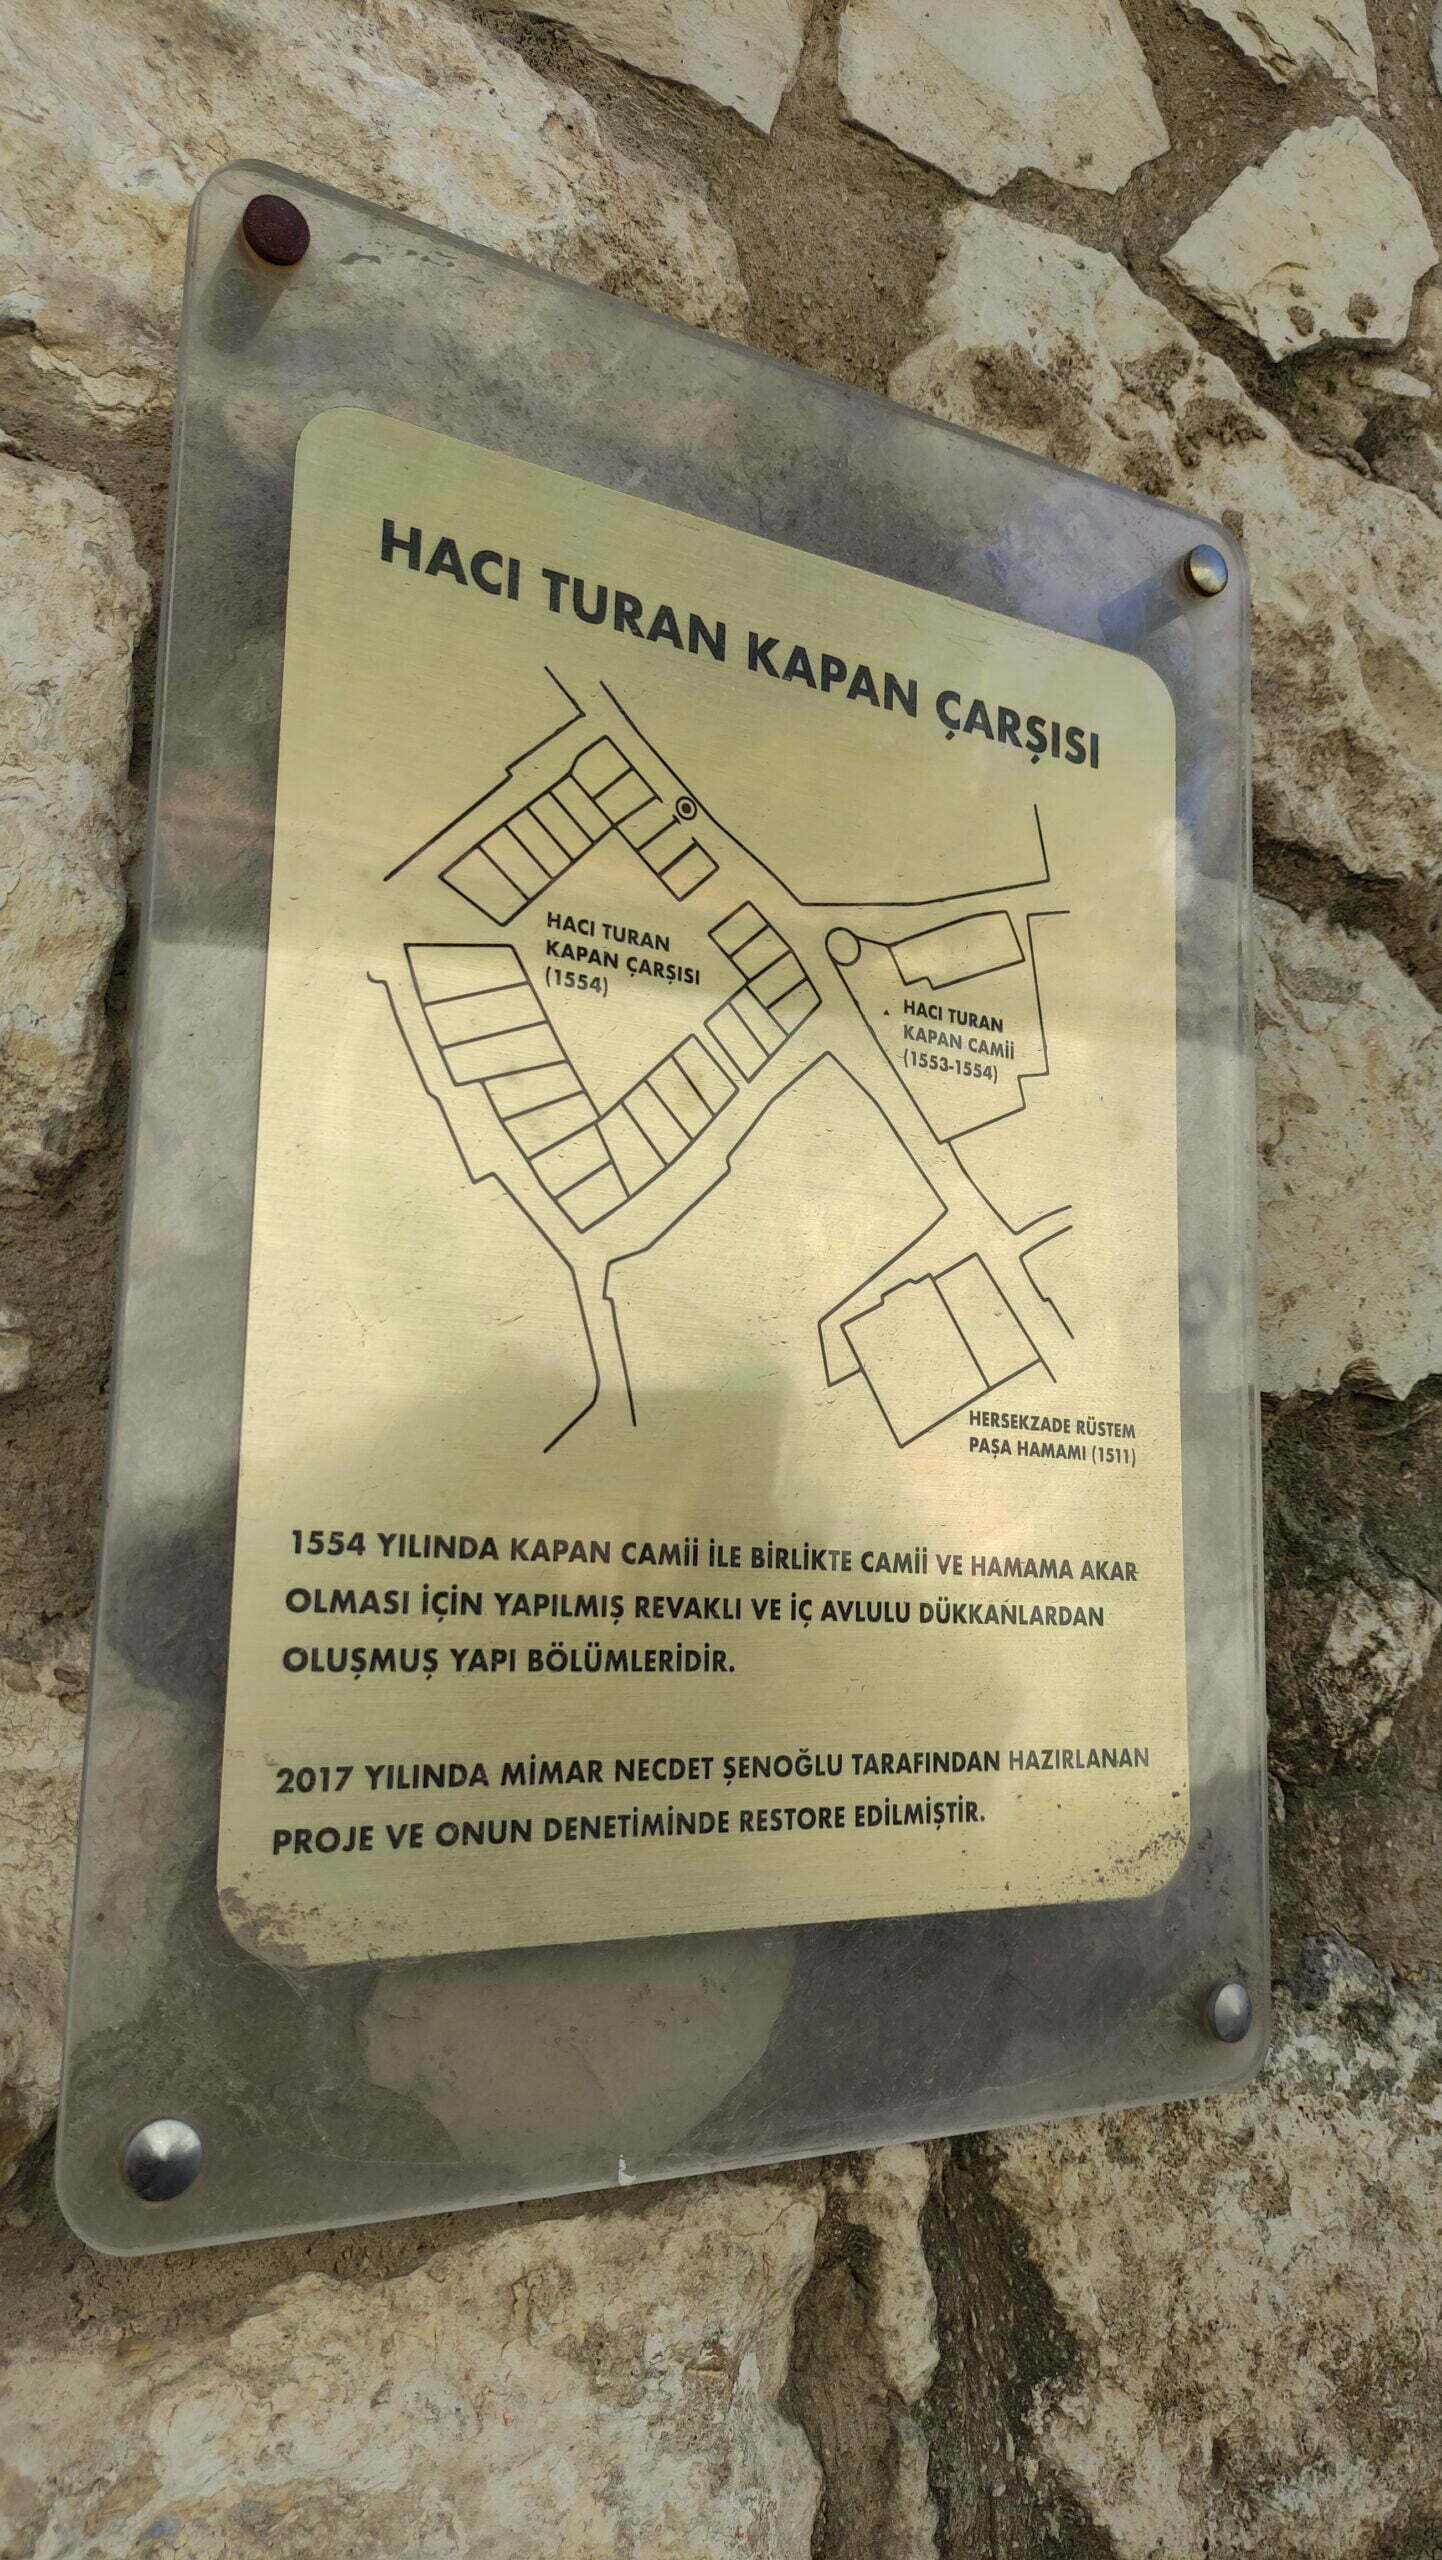 HACI TURAN KAPAN ÇARŞISI
HACI TURAN
KAPAN ÇARŞISI
(1554)
HACI TURAN
KAPAN CAMİİ
(1553-1554)
HERSEKZADE RÜSTEM
PAŞA HAMAMI (1511)
1554 YILINDA KAPAN CAMİİ İLE BİRLİKTE CAMİİ VE HAMAMA AKAR
OLMASI İÇİN YAPILMIŞ REVAKLI VE İÇ AVLULU DÜKKANLARDAN
OLUŞMUŞ YAPI BÖLÜMLERİDİR.
2017 YILINDA MİMAR NECDET ŞENOĞLU TARAFINDAN HAZIRLANAN
PROJE VE ONUN DENETİMİNDE RESTORE EDİLMİŞTİR.